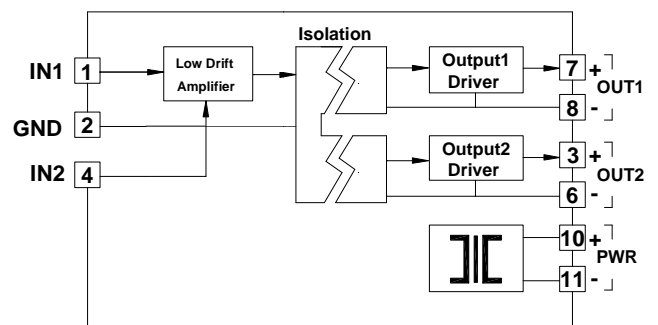 Isolation
IN1
1
Low Drift
Amplifier
Output1
Driver
7
+
OUT1
8
-
GND
2
IN2
4
Output2
Driver
3
+
OUT2
6
-
10
+
PWR
11
-